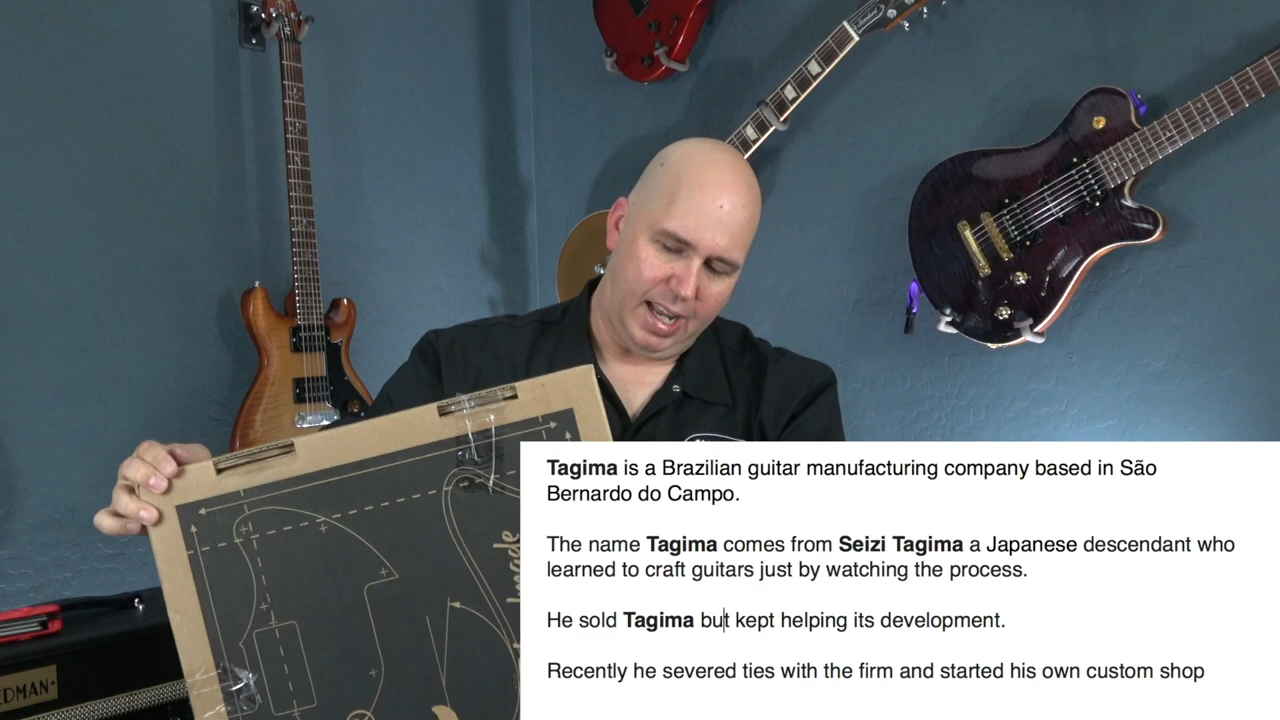 Tagima is a Brazilian guitar manufacturing company based in São
Bernardo do Campo.
The name Tagima comes from Seizi Tagima a Japanese descendant who
learned to craft guitars just by watching the process.
He sold Tagima but kept helping its development.
Recently he severed ties with the firm and started his own custom shop
made
EDMAN